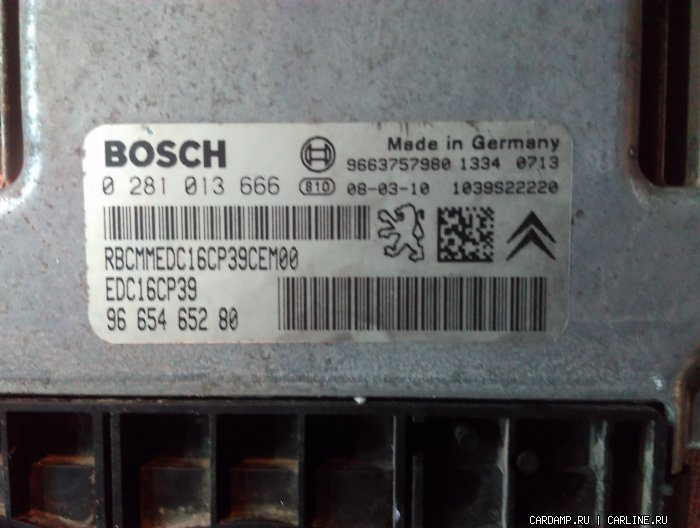 BOSCH
Made in Germany
9663757980 1334 0713
0 281 013 666
810 08-03-10 1039S22220
RBCMMEDC16CP39CEM00
EDC16CP39
96 654 652 80
CARDAMP.RU | CARLINE.RU